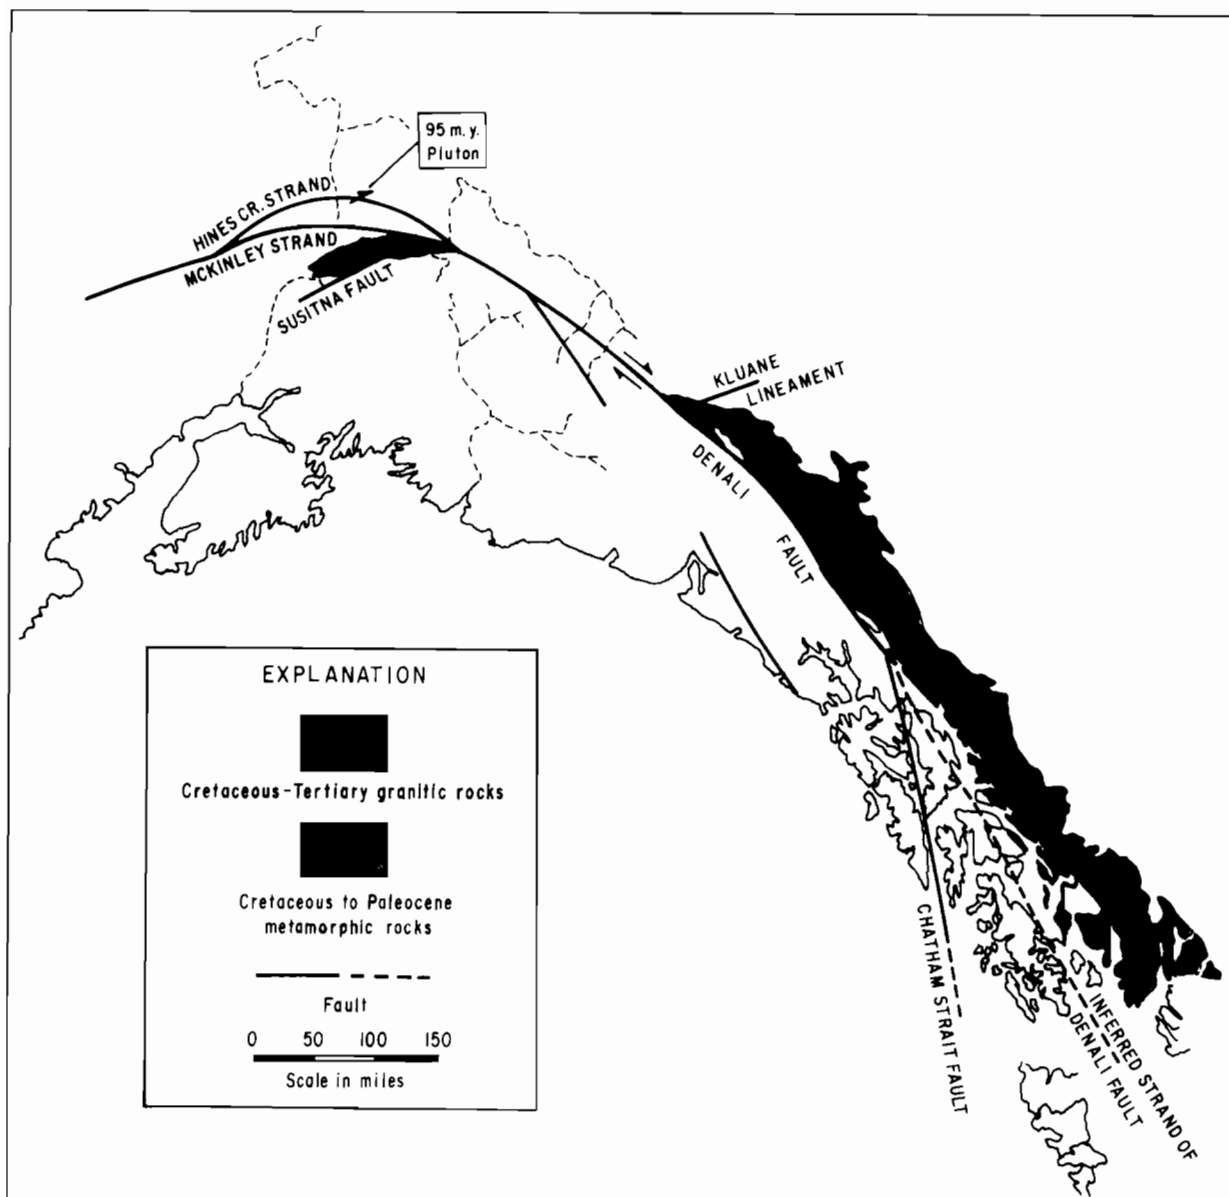 95 m.y.
Pluton
HINES CR. STRAND
MCKINLEY STRAND
SUSITNA FAULT
KLUANE
LINEAMENT
DENALI
FAULT
EXPLANATION
Cretaceous-Tertiary granitic rocks
Cretaceous to Paleocene
metamorphic rocks
Fault
0 50 100 150
Scale in miles
CHATHAM STRAIT FAULT
INFERRED STRAND OF
DENALI FAULT